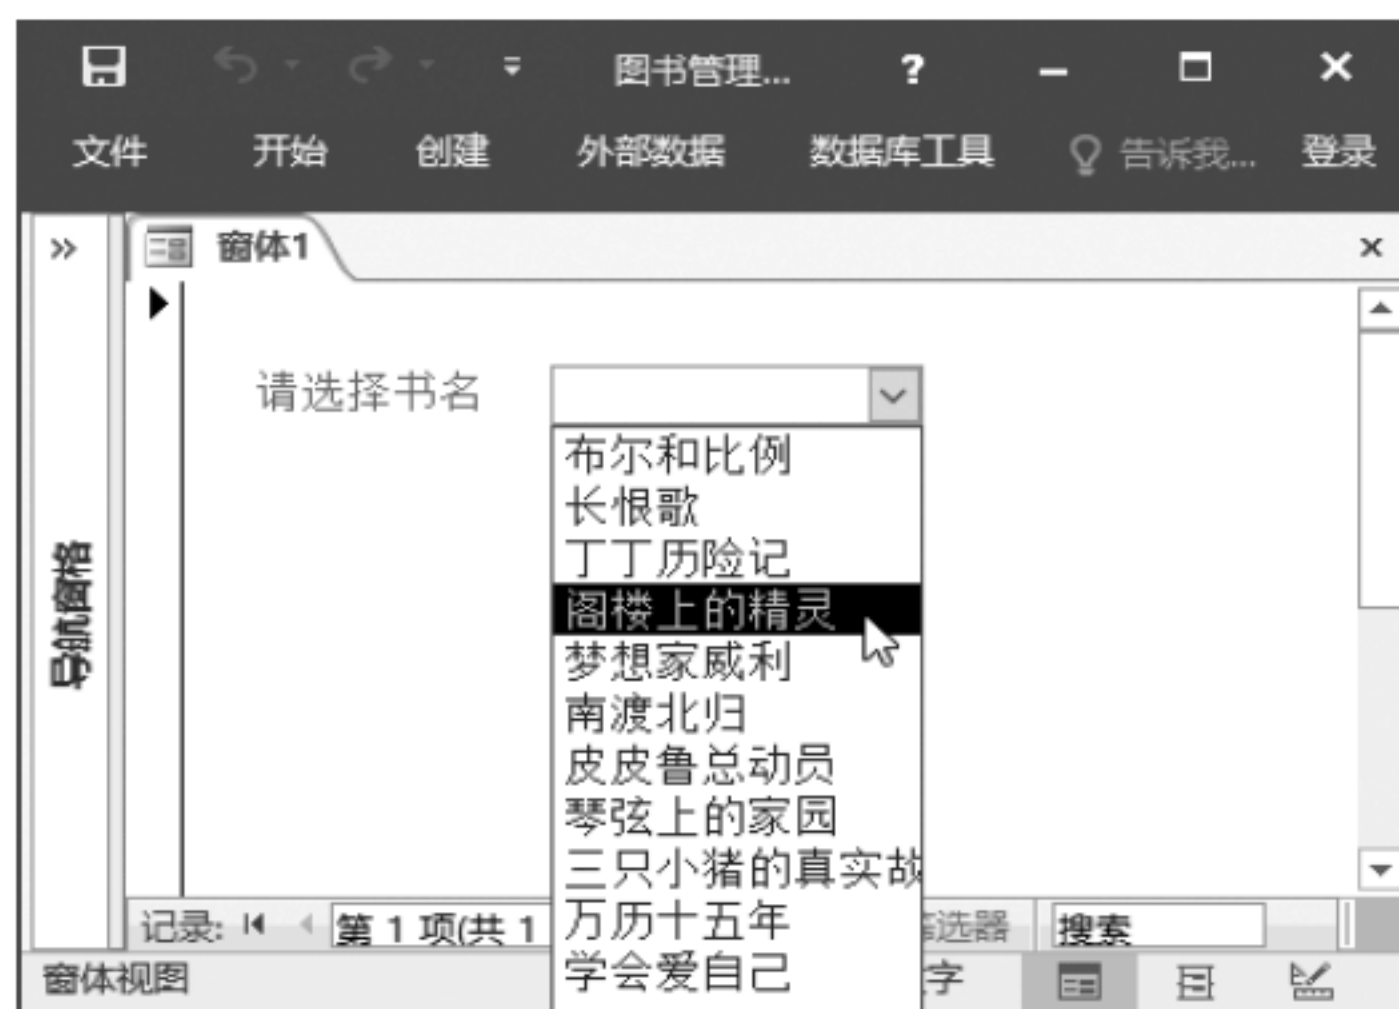 图书管理... ?
文件 开始 创建 外部数据 数据库工具 告诉我... 登录
窗体1
导航窗格
请选择书名
布尔和比例
长恨歌
丁丁历险记
阁楼上的精灵
梦想家威利
南渡北归
皮皮鲁总动员
琴弦上的家园
三只小猪的真实故
万历十五年
学会爱自己
记录: 第 1 项(共 1 选器 搜索
窗体视图 字